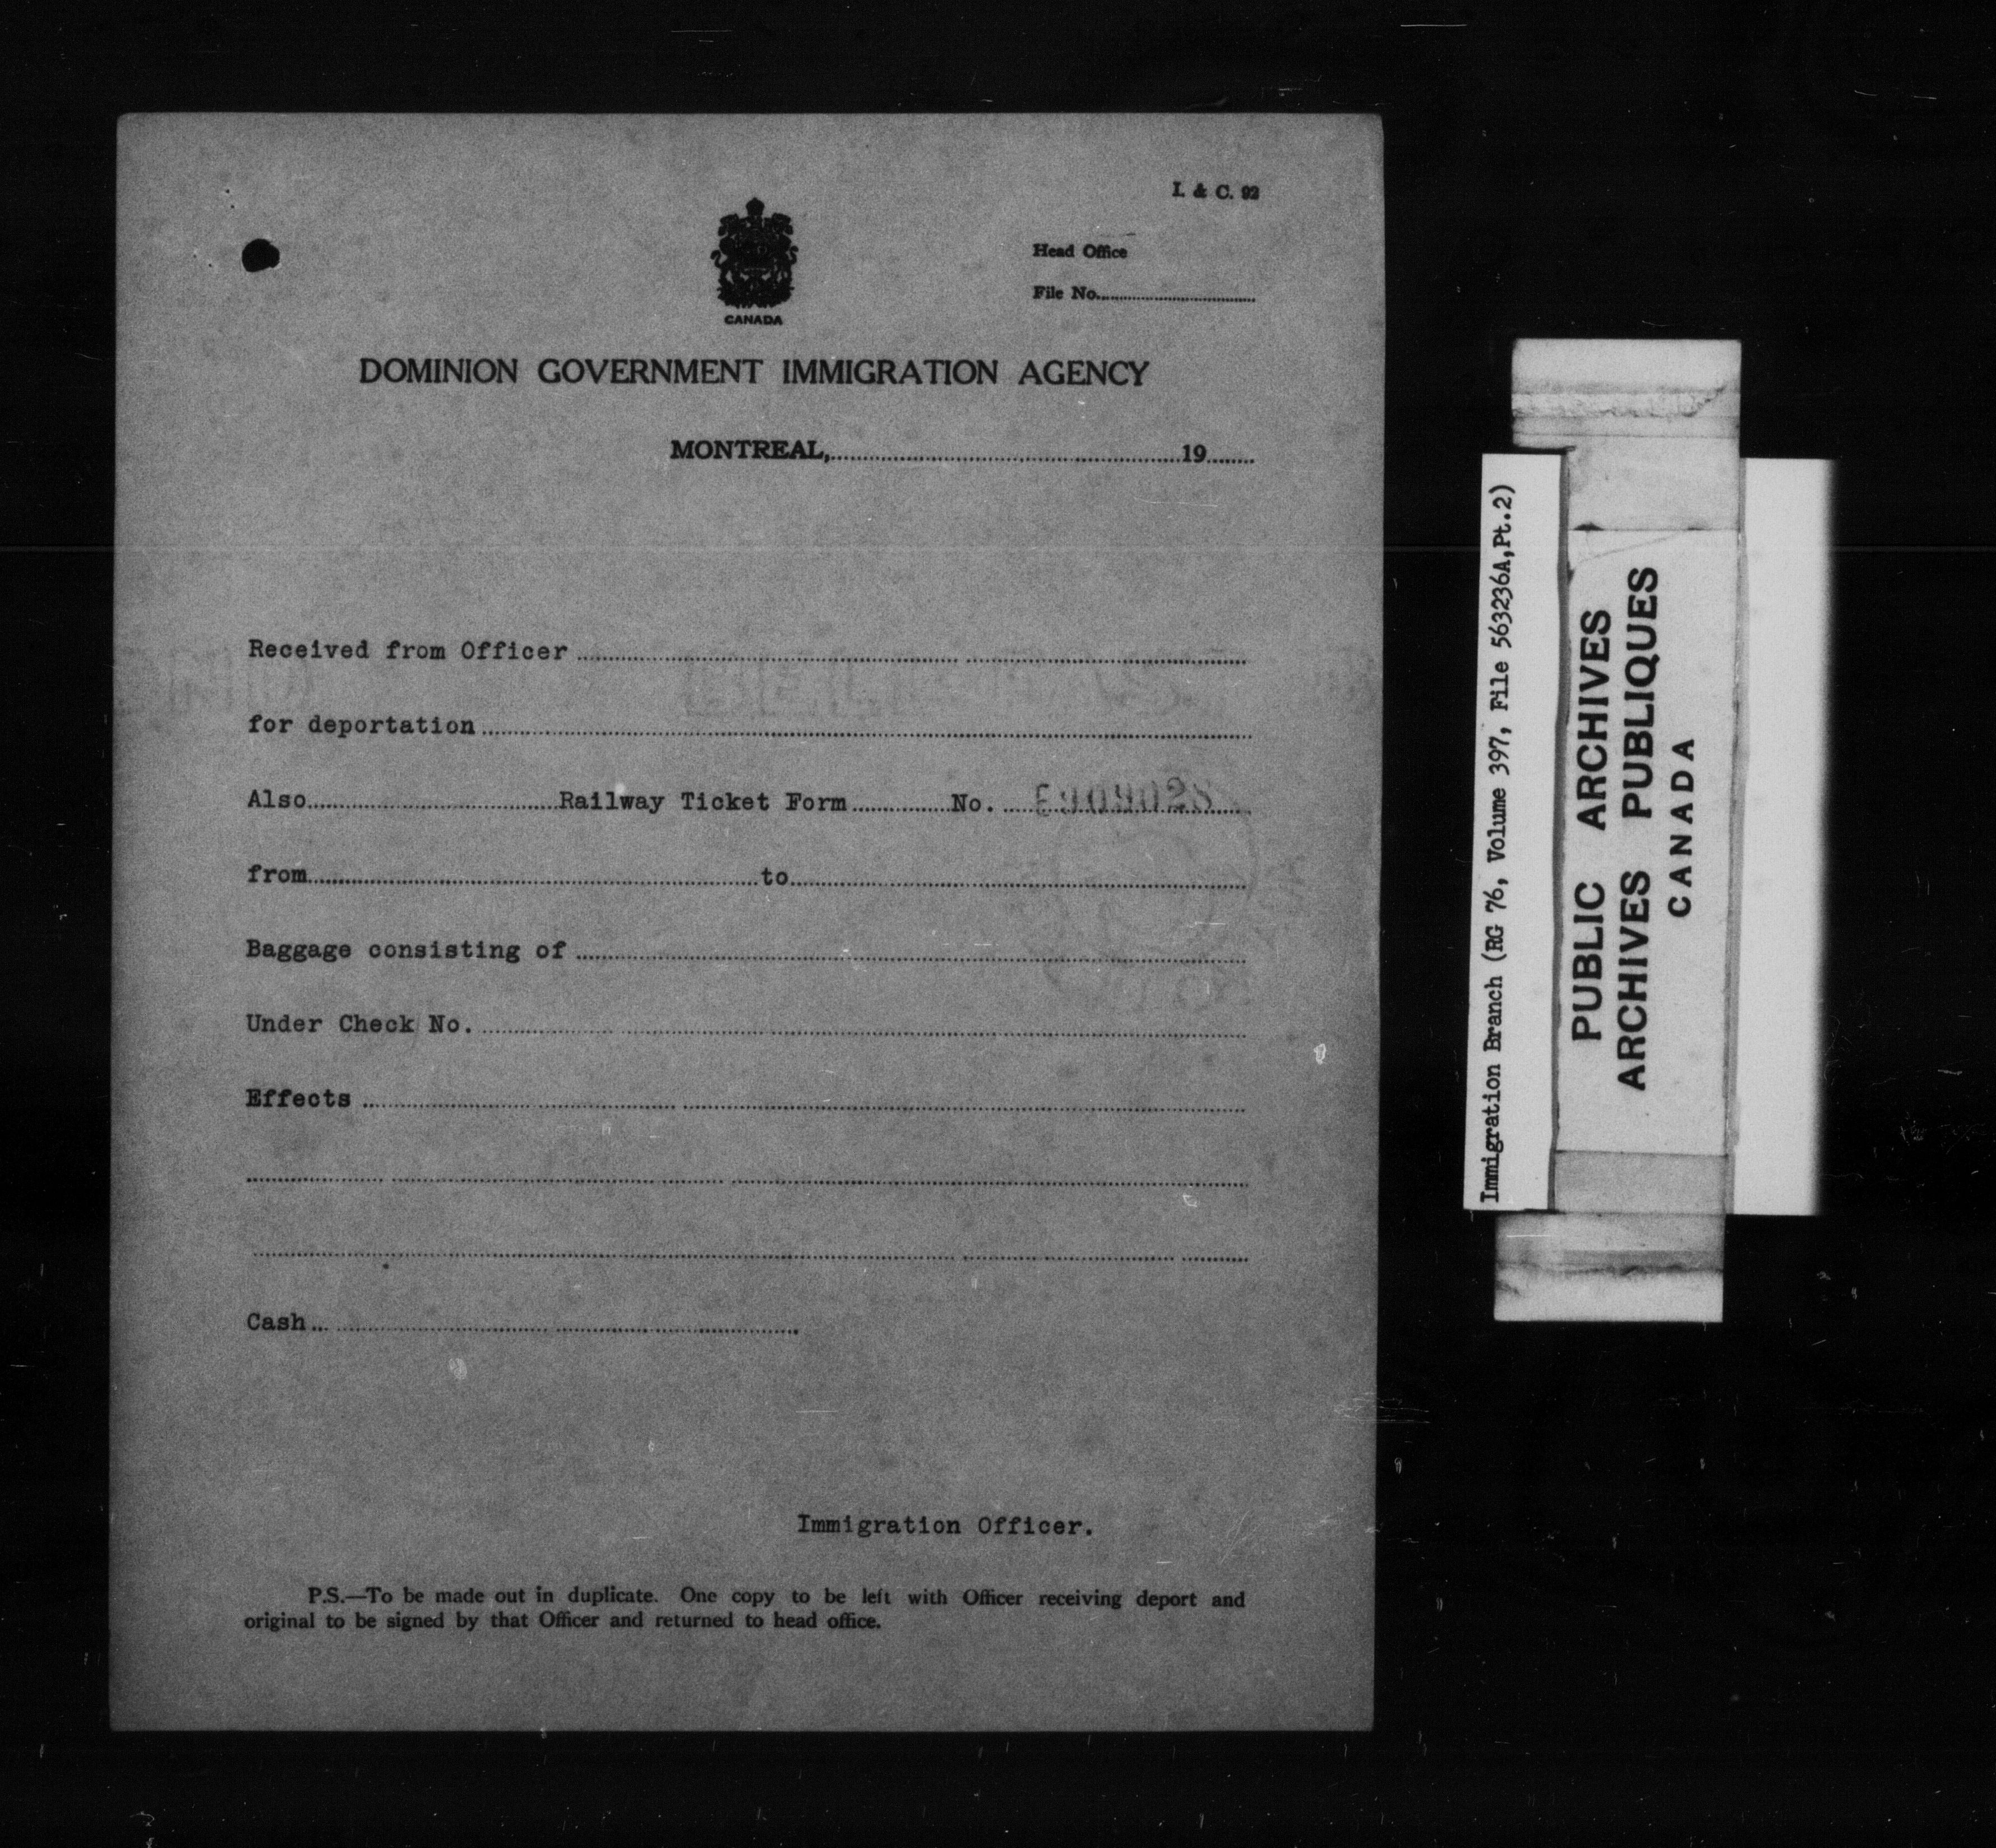 I. & C. 92
CANADA
Head Office
File No.
DOMINION GOVERNMENT IMMIGRATION AGENCY
MONTREAL, 19
Received from Officer
for deportation
Also Railway Ticket Form No. E909028
from to
Baggage consisting of
Under Check No.
Effects
Cash
Immigration Officer.
P.S.—To be made out in duplicate. One copy to be left with Officer receiving deport and
original to be signed by that Officer and returned to head office.
Immigration Branch (RG 76, Volume 397, File 563236A,Pt.2)
PUBLIC ARCHIVES
ARCHIVES PUBLIQUES
CANADA